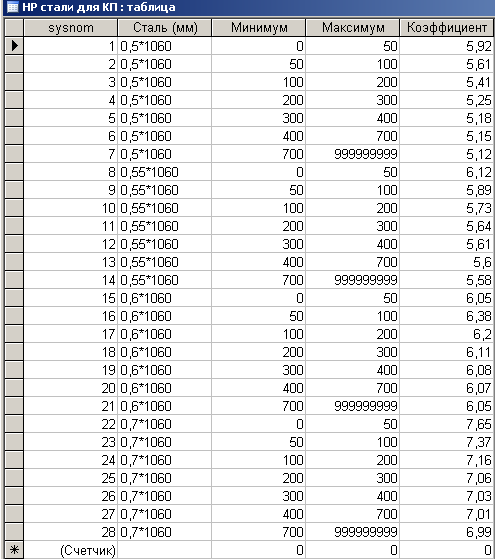 НР стали для КП : таблица
sysnom Сталь (мм) Минимум Максимум Коэффициент
1 0,5*1060 0 50 5,92
2 0,5*1060 50 100 5,61
3 0,5*1060 100 200 5,41
4 0,5*1060 200 300 5,25
5 0,5*1060 300 400 5,18
6 0,5*1060 400 700 5,15
7 0,5*1060 700 999999999 5,12
8 0,55*1060 0 50 6,12
9 0,55*1060 50 100 5,89
10 0,55*1060 100 200 5,73
11 0,55*1060 200 300 5,64
12 0,55*1060 300 400 5,61
13 0,55*1060 400 700 5,6
14 0,55*1060 700 999999999 5,58
15 0,6*1060 0 50 6,05
16 0,6*1060 50 100 6,38
17 0,6*1060 100 200 6,2
18 0,6*1060 200 300 6,11
19 0,6*1060 300 400 6,08
20 0,6*1060 400 700 6,07
21 0,6*1060 700 999999999 6,05
22 0,7*1060 0 50 7,65
23 0,7*1060 50 100 7,37
24 0,7*1060 100 200 7,16
25 0,7*1060 200 300 7,06
26 0,7*1060 300 400 7,03
27 0,7*1060 400 700 7,01
28 0,7*1060 700 999999999 6,99
(Счетчик) 0 0 0